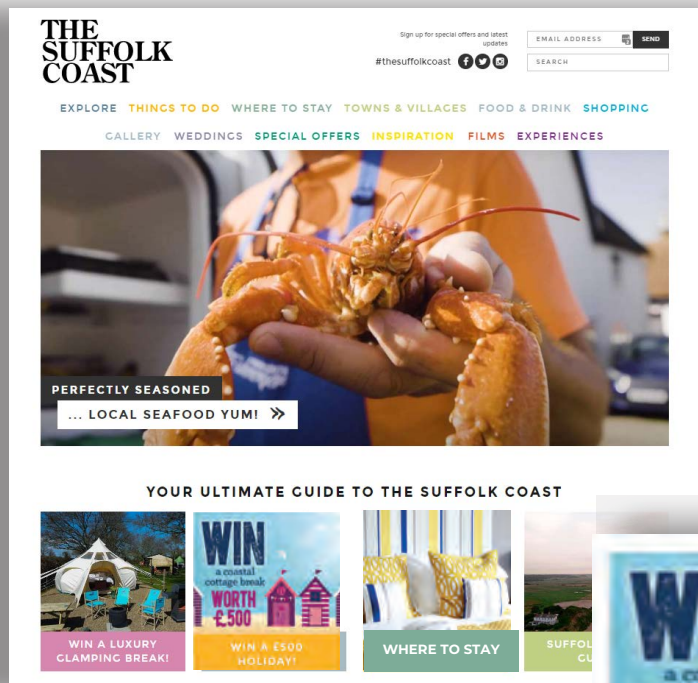 THE
SUFFOLK
COAST
Sign up for special offers and latest
updates
#thesuffolkcoast
EMAIL ADDRESS
SEND
SEARCH
EXPLORE THINGS TO DO WHERE TO STAY TOWNS & VILLAGES FOOD & DRINK SHOPPING
GALLERY WEDDINGS SPECIAL OFFERS INSPIRATION FILMS EXPERIENCES
PERFECTLY SEASONED
... LOCAL SEAFOOD YUM!
YOUR ULTIMATE GUIDE TO THE SUFFOLK COAST
WIN A LUXURY
GLAMPING BREAK!
WIN
a coastal
cottage break
WORTH
£500
WIN A £500
HOLIDAY!
WHERE TO STAY